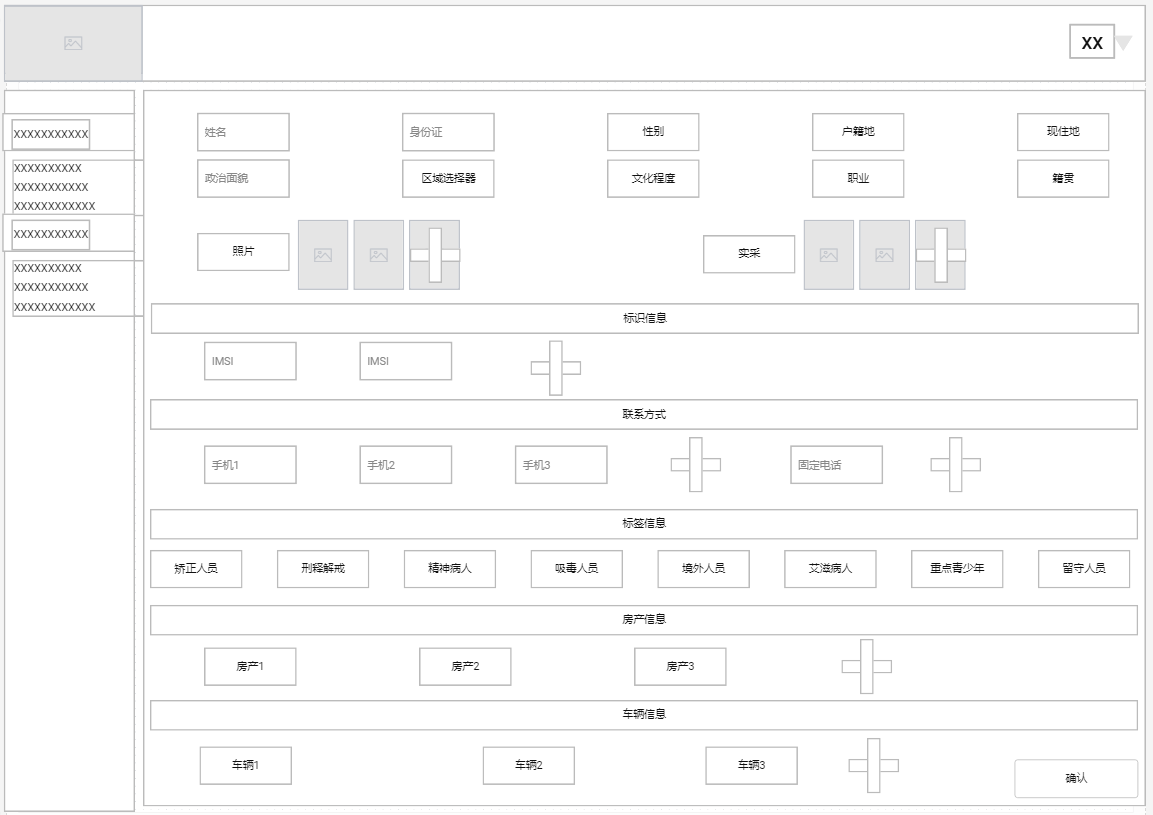 XX
XXXXXXXXXXX
XXXXXXXXXX
XXXXXXXXXXX
XXXXXXXXXXXX
XXXXXXXXXXX
XXXXXXXXXX
XXXXXXXXXXX
XXXXXXXXXXXX
姓名 身份证 性别 户籍地 现住地
政治面貌 区域选择器 文化程度 职业 籍贯
照片 实采
标识信息
IMSI IMSI
联系方式
手机1 手机2 手机3 固定电话
标签信息
矫正人员 刑释解戒 精神病人 吸毒人员 境外人员 艾滋病人 重点青少年 留守人员
房产信息
房产1 房产2 房产3
车辆信息
车辆1 车辆2 车辆3
确认